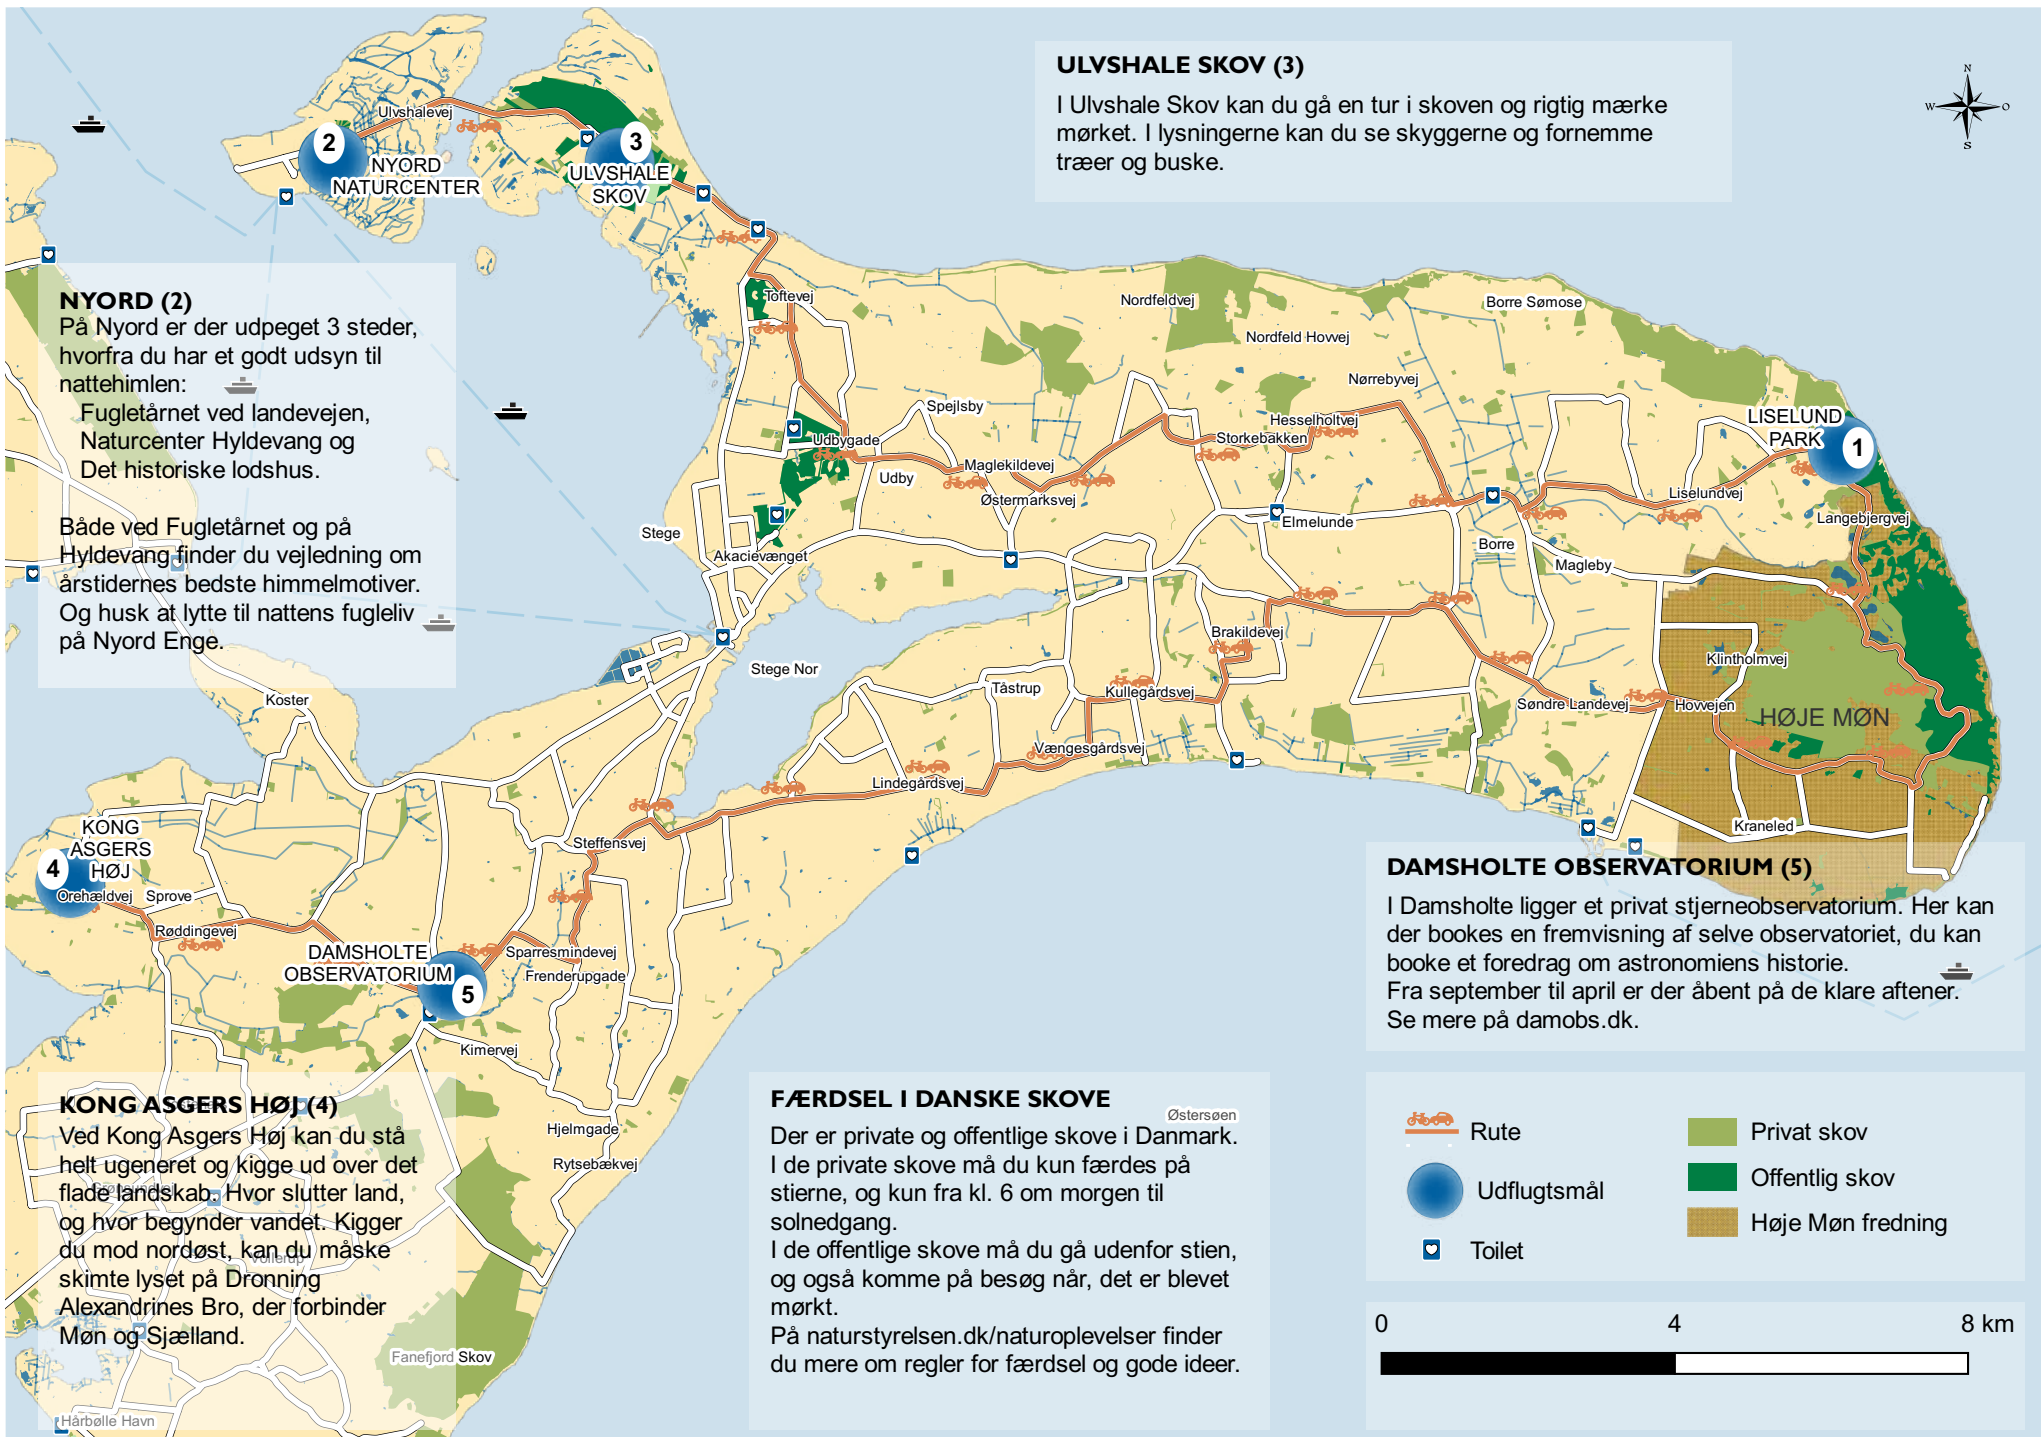 ULVSHALE SKOV (3)
I Ulvshale Skov kan du gå en tur i skoven og rigtig mærke
mørket. I lysningerne kan du se skyggerne og fornemme
træer og buske.
N
W
O
S
Ulvshalevej
2
NYORD
NATURCENTER
3
ULVSHALE
SKOV
NYORD (2)
På Nyord er der udpeget 3 steder,
hvorfra du har et godt udsyn til
nattehimlen:
Fugletårnet ved landevejen,
Naturcenter Hyldevang og
Det historiske lodshus.
Både ved Fugletårnet og på
Hyldevang finder du vejledning om
årstidernes bedste himmelmotiver.
Og husk at lytte til nattens fugleliv
på Nyord Enge.
Toftevej
Nordfeldvej
Borre Sømose
Nordfeld Hovvej
Nørrebyvej
Spejlsby
Hesselholtvej
Storkebakken
LISELUND
PARK
1
Udbygade
Udby
Maglekildevej
Østermarksvej
Liselundvej
Langebjergvej
Stege
Elmelunde
Akacievænget
Borre
Magleby
Brakildevej
Stege Nor
Tåstrup
Kullegårdsvej
Klintholmvej
Koster
Søndre Landevej
Hovvejen
HØJE MØN
Vængesgårdsvej
Lindegårdsvej
Kraneled
KONG
ASGERS
HØJ
4
Orehældvej
Sprove
Steffensvej
Røddingevej
DAMSHOLTE
OBSERVATORIUM
5
Sparresmindevej
Frenderupgade
Kimervej
Hjelmgade
Rytsebækvej
DAMSHOLTE OBSERVATORIUM (5)
I Damsholte ligger et privat stjerneobservatorium. Her kan
der bookes en fremvisning af selve observatoriet, du kan
booke et foredrag om astronomiens historie.
Fra september til april er der åbent på de klare aftener.
Se mere på damobs.dk.
KONG ASGERS HØJ (4)
Ved Kong Asgers Høj kan du stå
helt ugeneret og kigge ud over det
flade landskab. Hvor slutter land,
og hvor begynder vandet. Kigger
du mod nordøst, kan du måske
skimte lyset på Dronning
Alexandrines Bro, der forbinder
Møn og Sjælland.
Vollerup
Fanefjord Skov
Hårbølle Havn
FÆRDSEL I DANSKE SKOVE
Østersøen
Der er private og offentlige skove i Danmark.
I de private skove må du kun færdes på
stierne, og kun fra kl. 6 om morgen til
solnedgang.
I de offentlige skove må du gå udenfor stien,
og også komme på besøg når, det er blevet
mørkt.
På naturstyrelsen.dk/naturoplevelser finder
du mere om regler for færdsel og gode ideer.
Rute
Udflugtsmål
Toilet
Privat skov
Offentlig skov
Høje Møn fredning
0
4
8 km